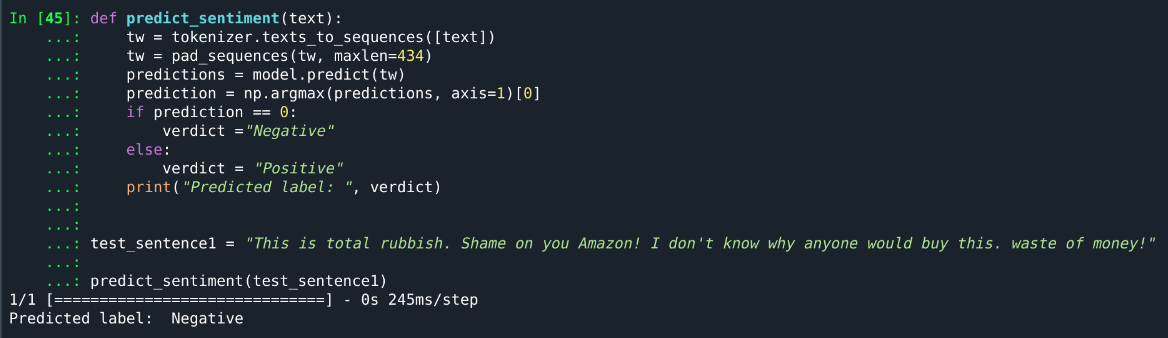 In [45]: def predict_sentiment(text):
    ...:     tw = tokenizer.texts_to_sequences([text])
    ...:     tw = pad_sequences(tw, maxlen=434)
    ...:     predictions = model.predict(tw)
    ...:     prediction = np.argmax(predictions, axis=1)[0]
    ...:     if prediction == 0:
    ...:         verdict ="Negative"
    ...:     else:
    ...:         verdict = "Positive"
    ...:     print("Predicted label: ", verdict)
    ...:
    ...:
    ...: test_sentence1 = "This is total rubbish. Shame on you Amazon! I don't know why anyone would buy this. waste of money!"
    ...:
    ...: predict_sentiment(test_sentence1)
1/1 [==============================] - 0s 245ms/step
Predicted label:  Negative